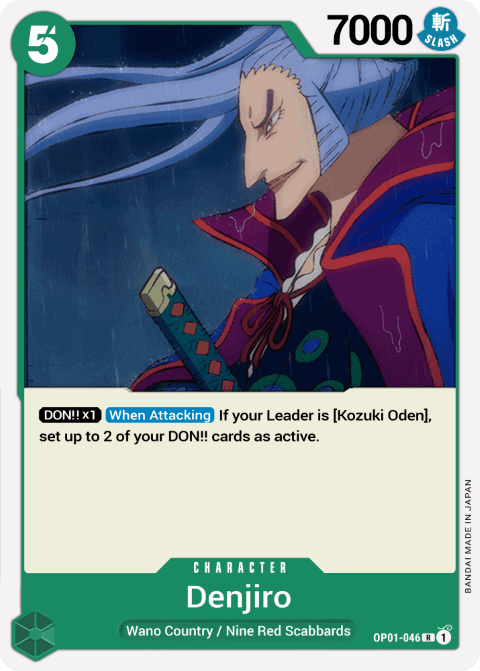 5
7000
斬
SLASH
DON!! x1 When Attacking If your Leader is [Kozuki Oden],
set up to 2 of your DON!! cards as active.
BANDAI MADE IN JAPAN
CHARACTER
Denjiro
Wano Country / Nine Red Scabbards
OP01-046 R 1